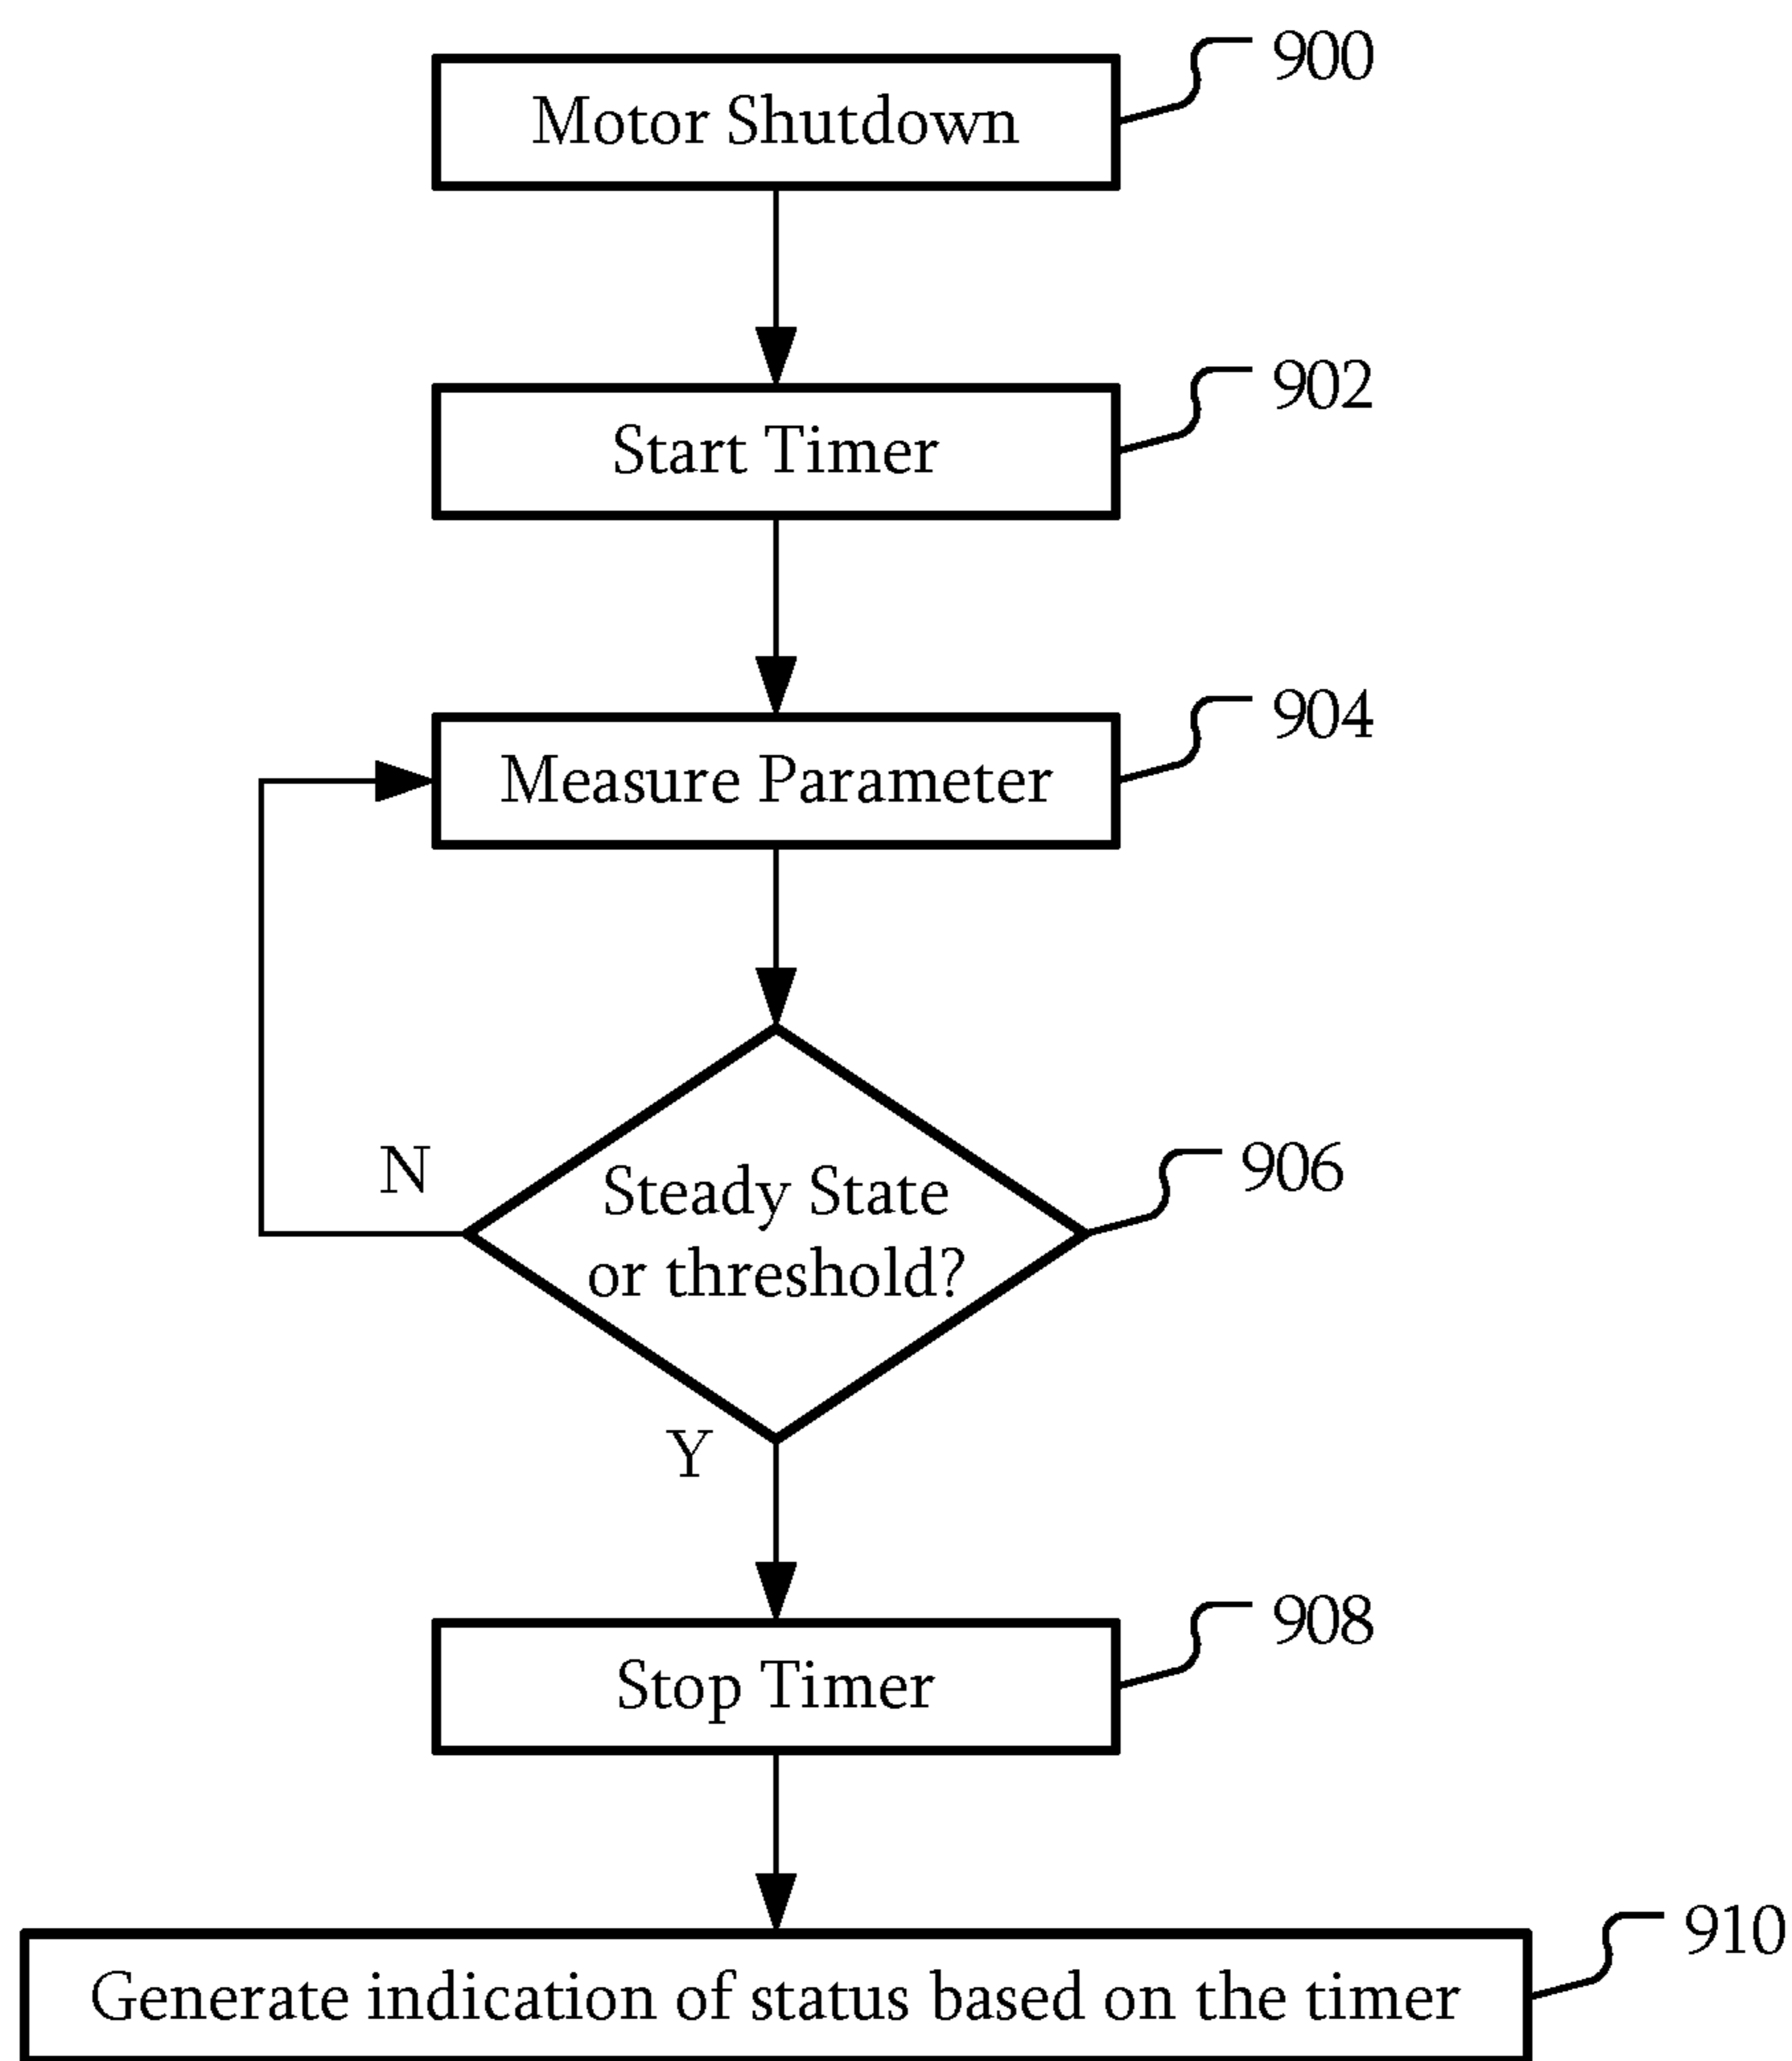 900
Motor Shutdown
902
Start Timer
904
Measure Parameter
906
N
Steady State
or threshold?
Y
908
Stop Timer
910
Generate indication of status based on the timer